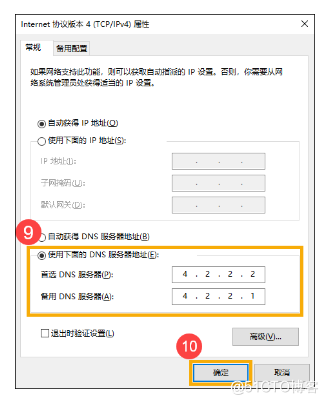 Internet 协议版本 4 (TCP/IPv4) 属性
常规 备用配置
如果网络支持此功能，则可以获取自动指派的 IP 设置。否则，你需要从网
络系统管理员处获得适当的 IP 设置。
自动获得 IP 地址(O)
使用下面的 IP 地址(S):
IP 地址(I):
子网掩码(U):
默认网关(D):
9
自动获得 DNS 服务器地址(B)
使用下面的 DNS 服务器地址(E):
首选 DNS 服务器(P): 4 . 2 . 2 . 2
备用 DNS 服务器(A): 4 . 2 . 2 . 1
退出时验证设置(L)
高级(V)...
10
确定 取消
@51CTO博客